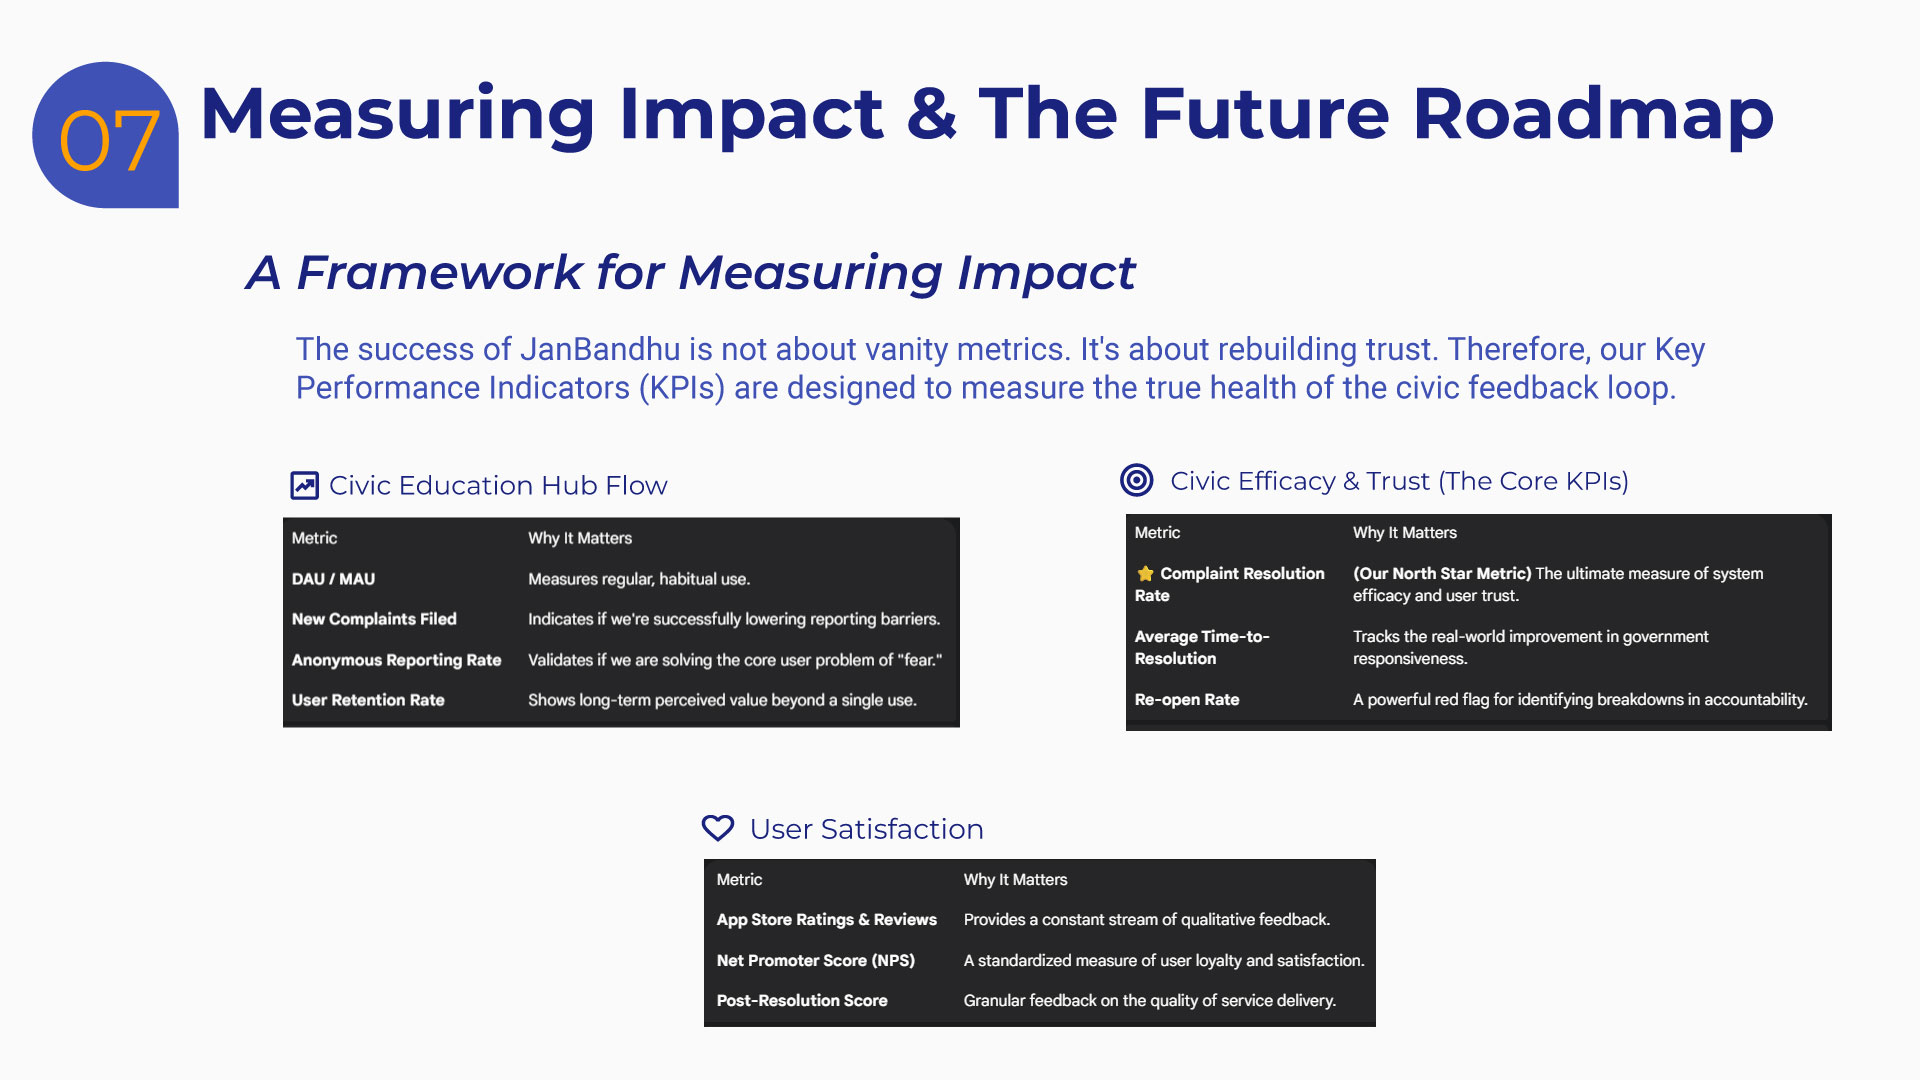 07
Measuring Impact & The Future Roadmap
A Framework for Measuring Impact
The success of JanBandhu is not about vanity metrics. It's about rebuilding trust. Therefore, our Key
Performance Indicators (KPIs) are designed to measure the true health of the civic feedback loop.
Civic Education Hub Flow
Metric Why It Matters
DAU / MAU Measures regular, habitual use.
New Complaints Filed Indicates if we're successfully lowering reporting barriers.
Anonymous Reporting Rate Validates if we are solving the core user problem of "fear."
User Retention Rate Shows long-term perceived value beyond a single use.
Civic Efficacy & Trust (The Core KPIs)
Metric Why It Matters
⭐ Complaint Resolution (Our North Star Metric) The ultimate measure of system
Rate efficacy and user trust.
Average Time-to- Tracks the real-world improvement in government
Resolution responsiveness.
Re-open Rate A powerful red flag for identifying breakdowns in accountability.
User Satisfaction
Metric Why It Matters
App Store Ratings & Reviews Provides a constant stream of qualitative feedback.
Net Promoter Score (NPS) A standardized measure of user loyalty and satisfaction.
Post-Resolution Score Granular feedback on the quality of service delivery.